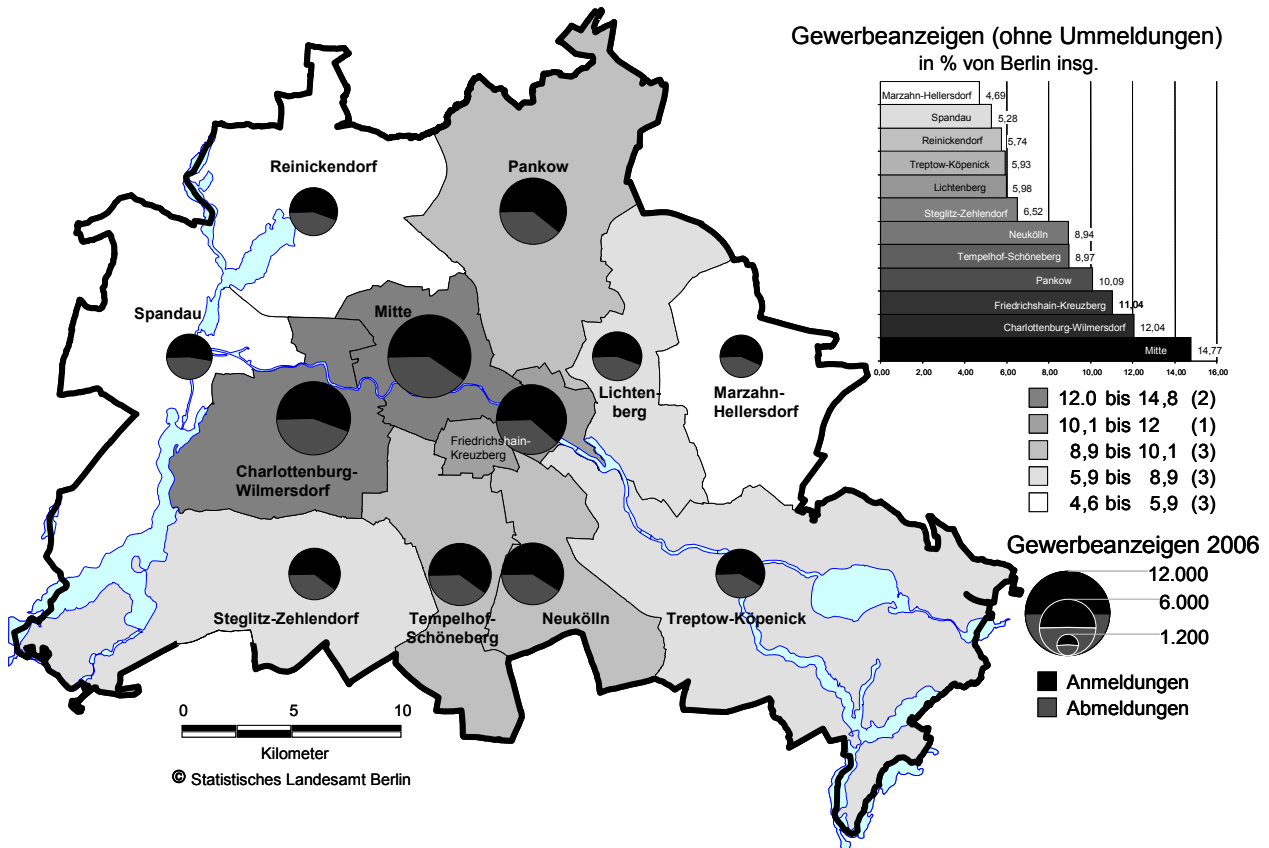 Gewerbeanzeigen (ohne Ummeldungen)
in % von Berlin insg.
Marzahn-Hellersdorf 4,69
Spandau 5,28
Reinickendorf 5,74
Treptow-Köpenick 5,93
Lichtenberg 5,98
Steglitz-Zehlendorf 6,52
Neukölln 8,94
Tempelhof-Schöneberg 8,97
Pankow 10,09
Friedrichshain-Kreuzberg 11,04
Charlottenburg-Wilmersdorf 12,04
Mitte 14,77
0,00 2,00 4,00 6,00 8,00 10,00 12,00 14,00 16,00
12.0 bis 14,8 (2)
10,1 bis 12 (1)
8,9 bis 10,1 (3)
5,9 bis 8,9 (3)
4,6 bis 5,9 (3)
Gewerbeanzeigen 2006
12.000
6.000
1.200
Anmeldungen
Abmeldungen
Reinickendorf
Pankow
Spandau
Mitte
Lichten-
berg
Marzahn-
Hellersdorf
Friedrichshain-
Kreuzberg
Charlottenburg-
Wilmersdorf
Steglitz-Zehlendorf
Tempelhof-
Schöneberg
Neukölln
Treptow-Köpenick
0 5 10
Kilometer
© Statistisches Landesamt Berlin